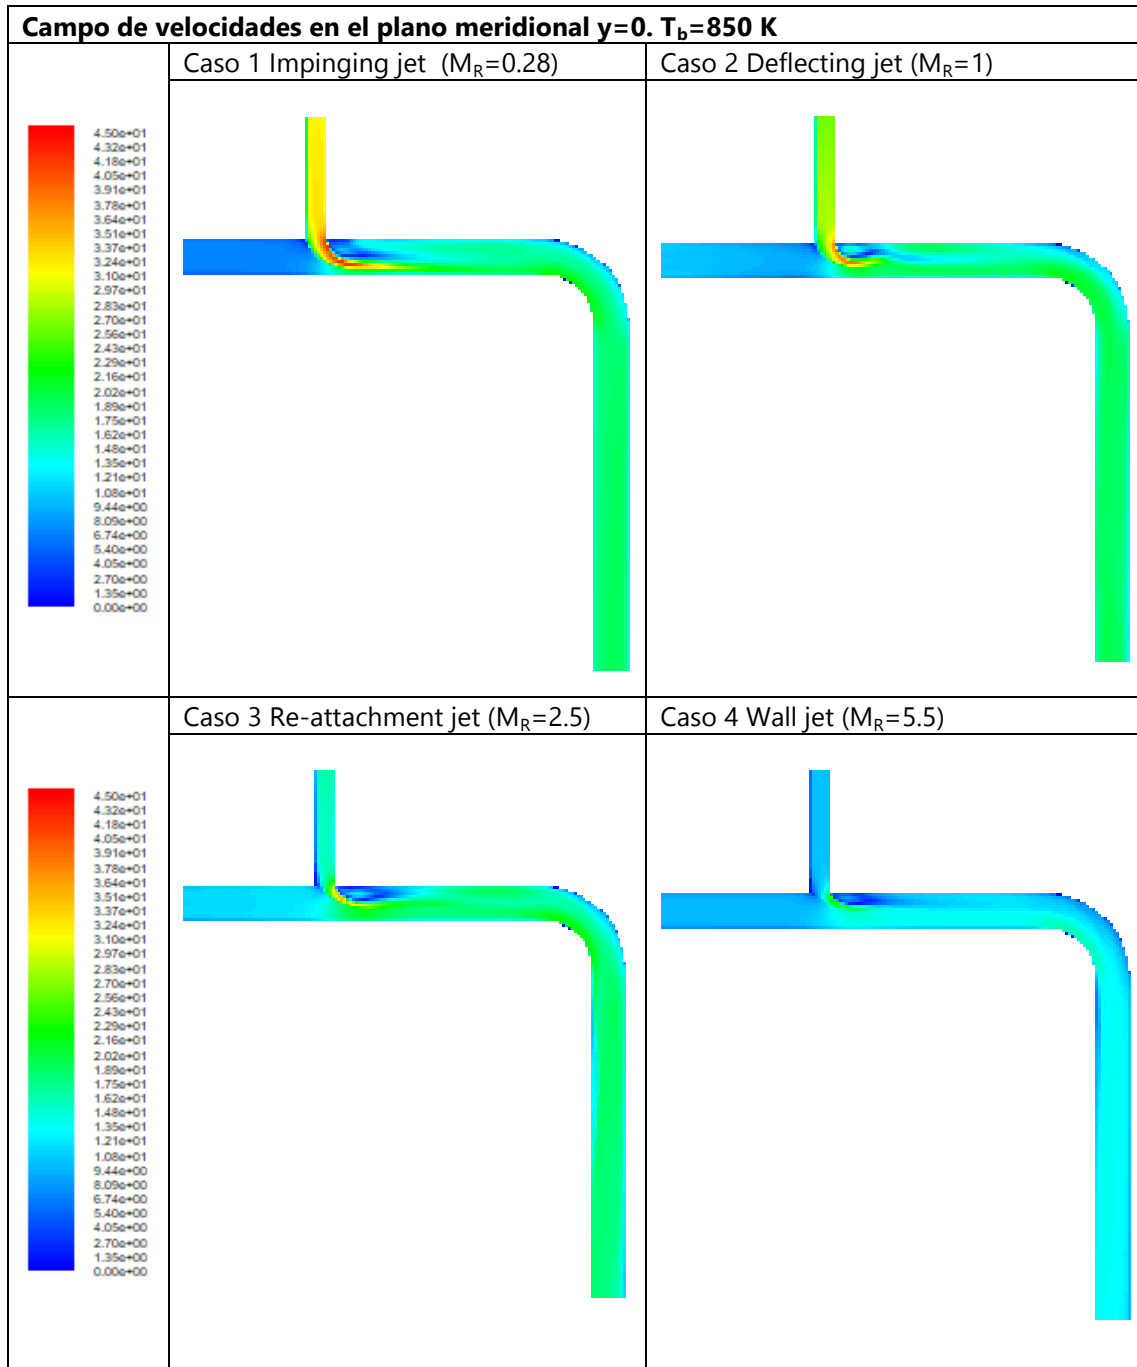 Campo de velocidades en el plano meridional y=0. Tb=850 K
Caso 1 Impinging jet (MR=0.28)
Caso 2 Deflecting jet (MR=1)
4.50e+01
4.32e+01
4.18e+01
4.05e+01
3.91e+01
3.78e+01
3.64e+01
3.51e+01
3.37e+01
3.24e+01
3.10e+01
2.97e+01
2.83e+01
2.70e+01
2.56e+01
2.43e+01
2.29e+01
2.16e+01
2.02e+01
1.89e+01
1.75e+01
1.62e+01
1.48e+01
1.35e+01
1.21e+01
1.08e+01
9.44e+00
8.09e+00
6.74e+00
5.40e+00
4.05e+00
2.70e+00
1.35e+00
0.00e+00
Caso 3 Re-attachment jet (MR=2.5)
Caso 4 Wall jet (MR=5.5)
4.50e+01
4.32e+01
4.18e+01
4.05e+01
3.91e+01
3.78e+01
3.64e+01
3.51e+01
3.37e+01
3.24e+01
3.10e+01
2.97e+01
2.83e+01
2.70e+01
2.56e+01
2.43e+01
2.29e+01
2.16e+01
2.02e+01
1.89e+01
1.75e+01
1.62e+01
1.48e+01
1.35e+01
1.21e+01
1.08e+01
9.44e+00
8.09e+00
6.74e+00
5.40e+00
4.05e+00
2.70e+00
1.35e+00
0.00e+00